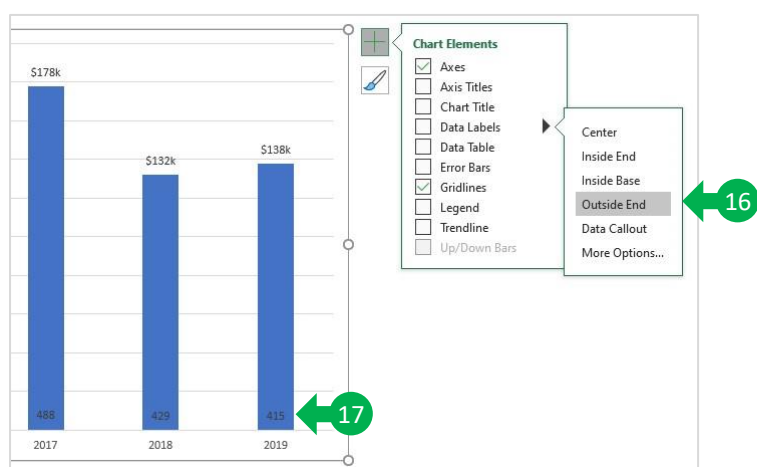 $178k
$132k
$138k
488
429
415
2017
2018
2019
Chart Elements
Axes
Axis Titles
Chart Title
Data Labels
Data Table
Error Bars
Gridlines
Legend
Trendline
Up/Down Bars
Center
Inside End
Inside Base
Outside End
Data Callout
More Options...
16
17